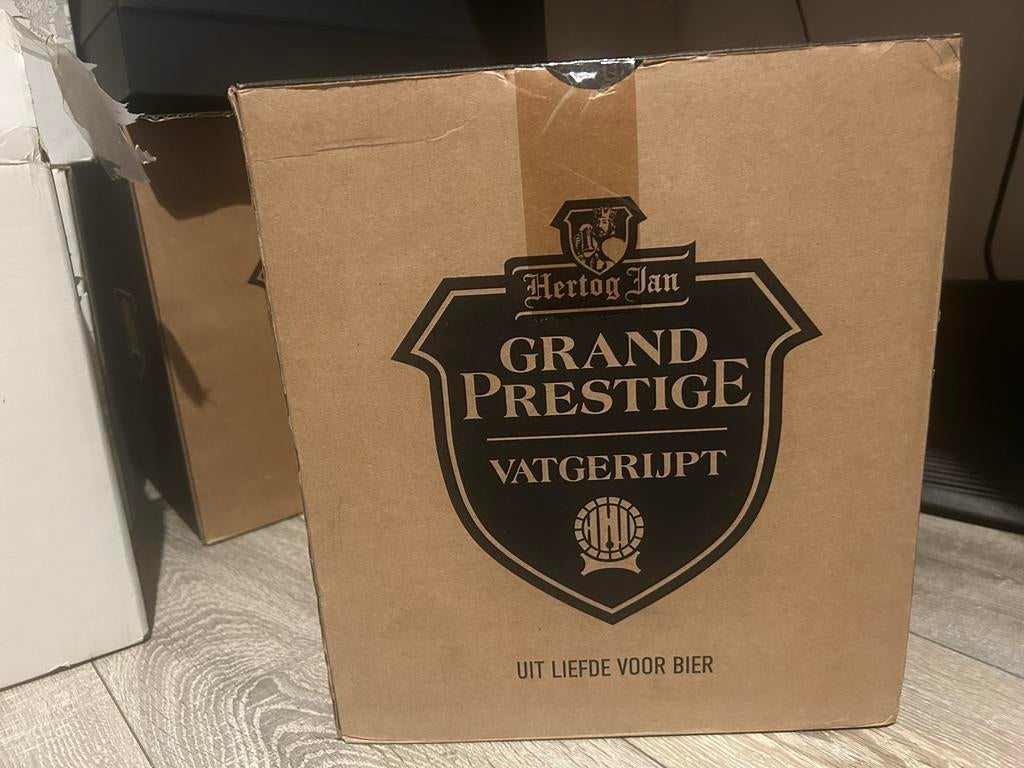 Hertog Jan
GRAND
PRESTIGE
VATGERIJPT
UIT LIEFDE VOOR BIER